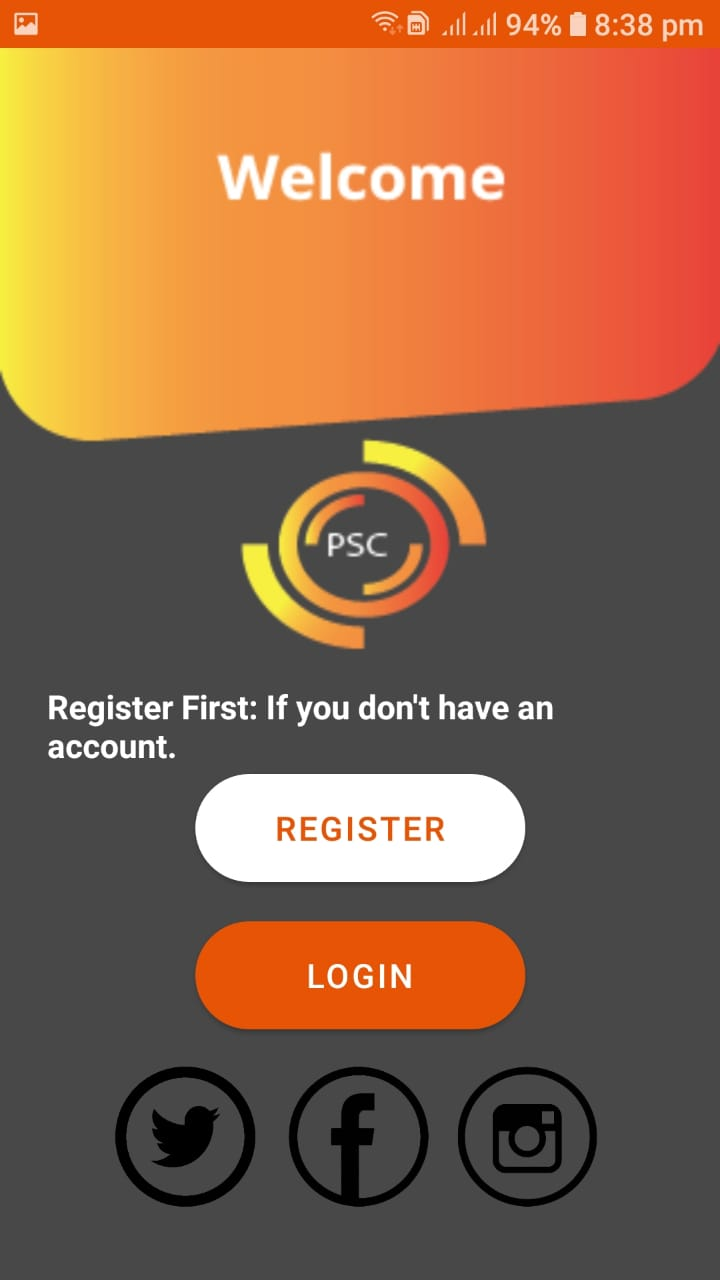 94% 8:38 pm
Welcome
PSC
Register First: If you don't have an
account.
REGISTER
LOGIN